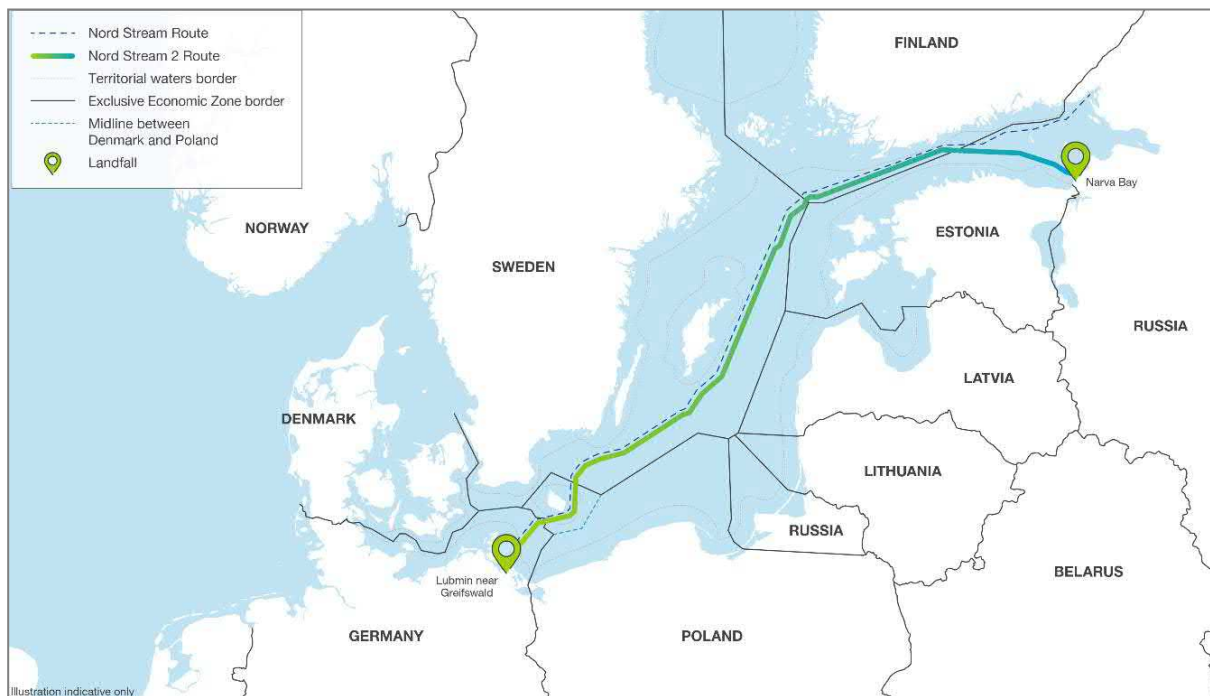 Nord Stream Route
Nord Stream 2 Route
Territorial waters border
Exclusive Economic Zone border
Midline between
Denmark and Poland
Landfall
FINLAND
NORWAY
SWEDEN
Narva Bay
ESTONIA
RUSSIA
LATVIA
DENMARK
LITHUANIA
RUSSIA
BELARUS
Lubmin near
Greifswald
GERMANY
POLAND
Illustration indicative only